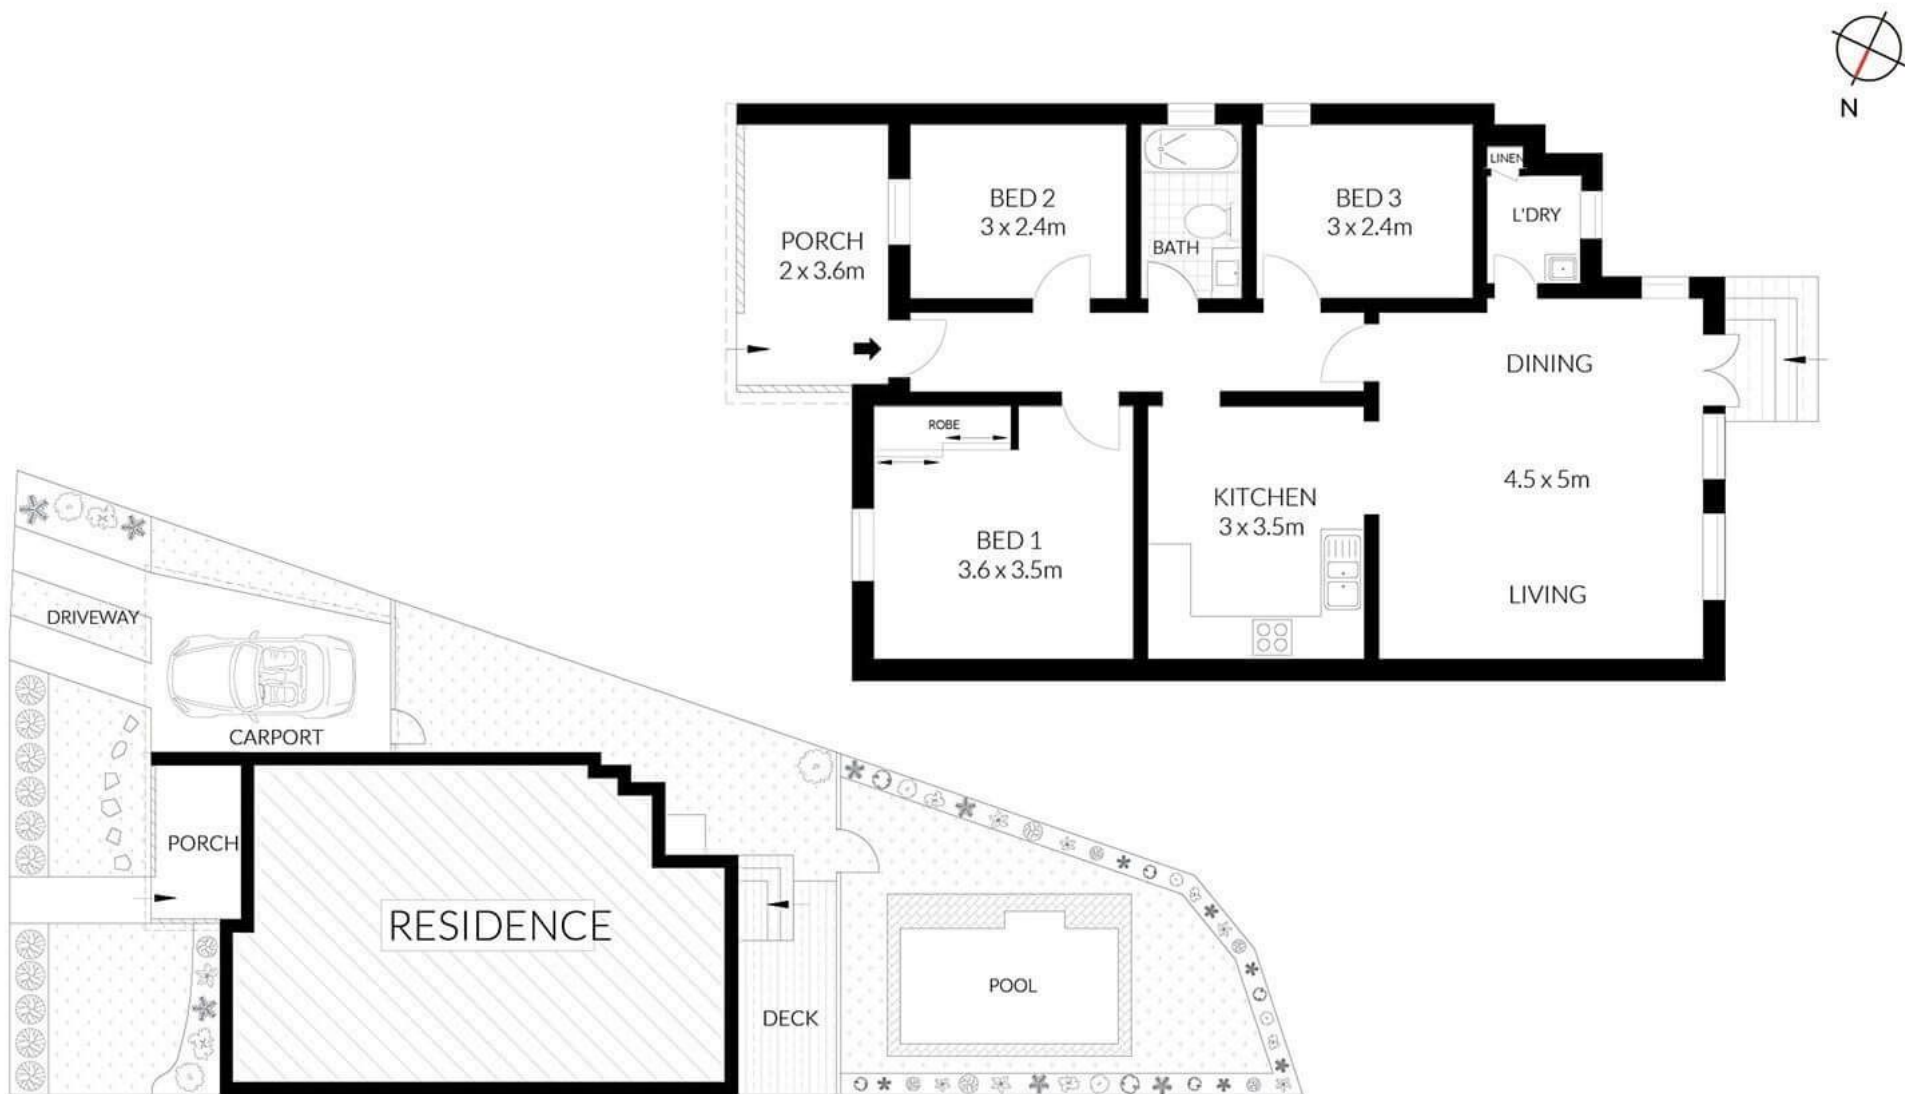 N
BED 2
3 x 2.4m
PORCH
2 x 3.6m
BATH
BED 3
3 x 2.4m
LINEN
L'DRY
DINING
4.5 x 5m
LIVING
ROBE
BED 1
3.6 x 3.5m
KITCHEN
3 x 3.5m
DRIVEWAY
CARPORT
PORCH
RESIDENCE
DECK
POOL